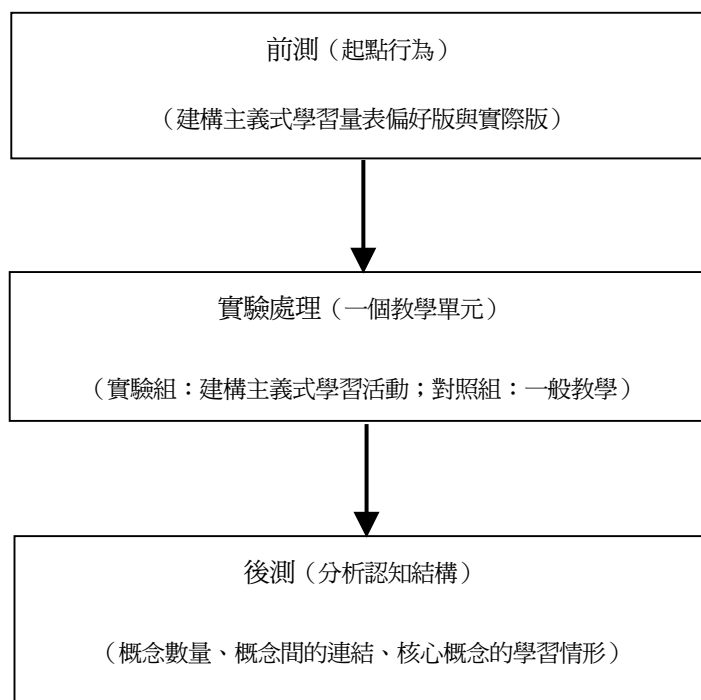 前測（起點行為）
（建構主義式學習量表偏好版與實際版）
實驗處理（一個教學單元）
（實驗組：建構主義式學習活動；對照組：一般教學）
後測（分析認知結構）
（概念數量、概念間的連結、核心概念的學習情形）